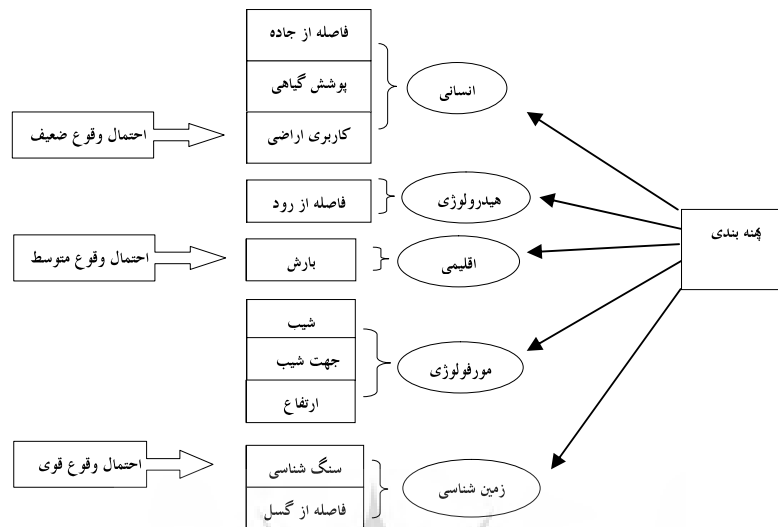 پهنه بندی
انسانی
فاصله از جاده
پوشش گیاهی
کاربری اراضی
احتمال وقوع ضعیف
هیدرولوژی
فاصله از رود
اقلیمی
بارش
احتمال وقوع متوسط
مورفولوژی
شیب
جهت شیب
ارتفاع
زمین شناسی
سنگ شناسی
فاصله از گسل
احتمال وقوع قوی